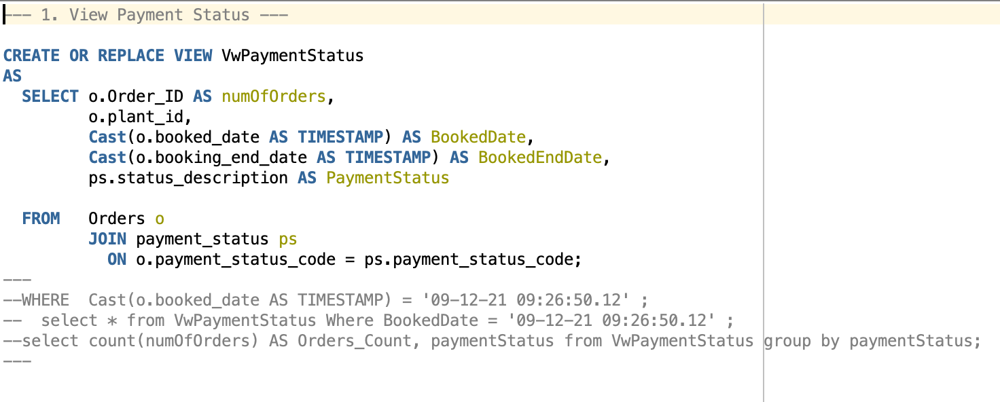 --- 1. View Payment Status ---
CREATE OR REPLACE VIEW VwPaymentStatus
AS
SELECT o.Order_ID AS numOfOrders,
o.plant_id,
Cast(o.booked_date AS TIMESTAMP) AS BookedDate,
Cast(o.booking_end_date AS TIMESTAMP) AS BookedEndDate,
ps.status_description AS PaymentStatus
FROM Orders o
JOIN payment_status ps
ON o.payment_status_code = ps.payment_status_code;
---
--WHERE  Cast(o.booked_date AS TIMESTAMP) = '09-12-21 09:26:50.12' ;
--  select * from VwPaymentStatus Where BookedDate = '09-12-21 09:26:50.12' ;
--select count(numOfOrders) AS Orders_Count, paymentStatus from VwPaymentStatus group by paymentStatus;
---